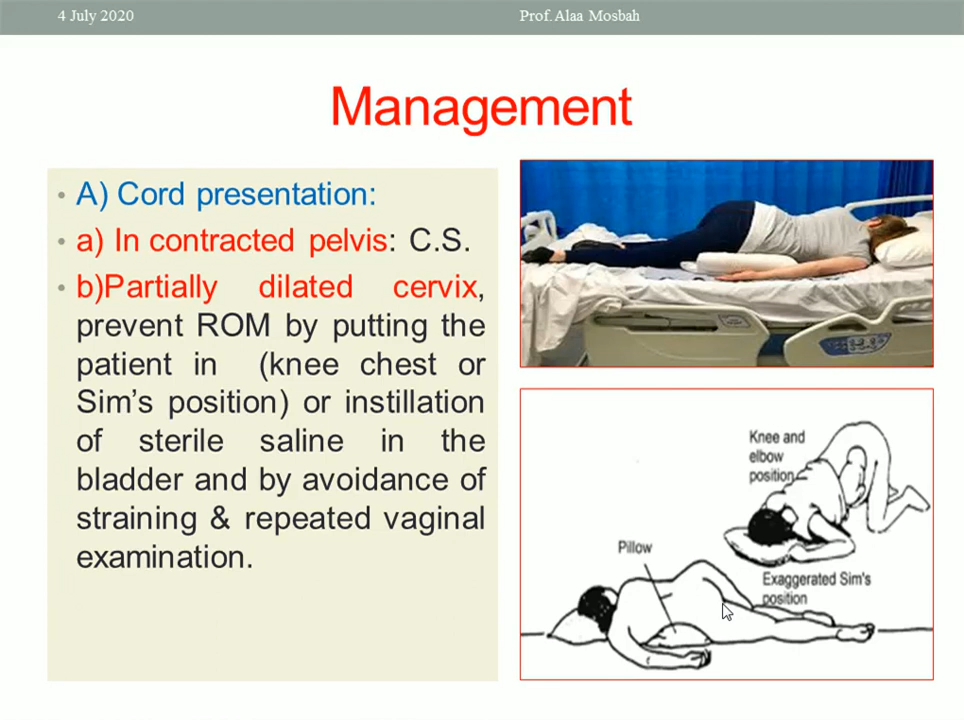 4 July 2020
Prof. Alaa Mosbah
Management
• A) Cord presentation:
• a) In contracted pelvis: C.S.
• b)Partially dilated cervix,
prevent ROM by putting the
patient in (knee chest or
Sim's position) or instillation
of sterile saline in the
bladder and by avoidance of
straining & repeated vaginal
examination.
Knee and
elbow
position
Pillow
Exaggerated Sim's
position